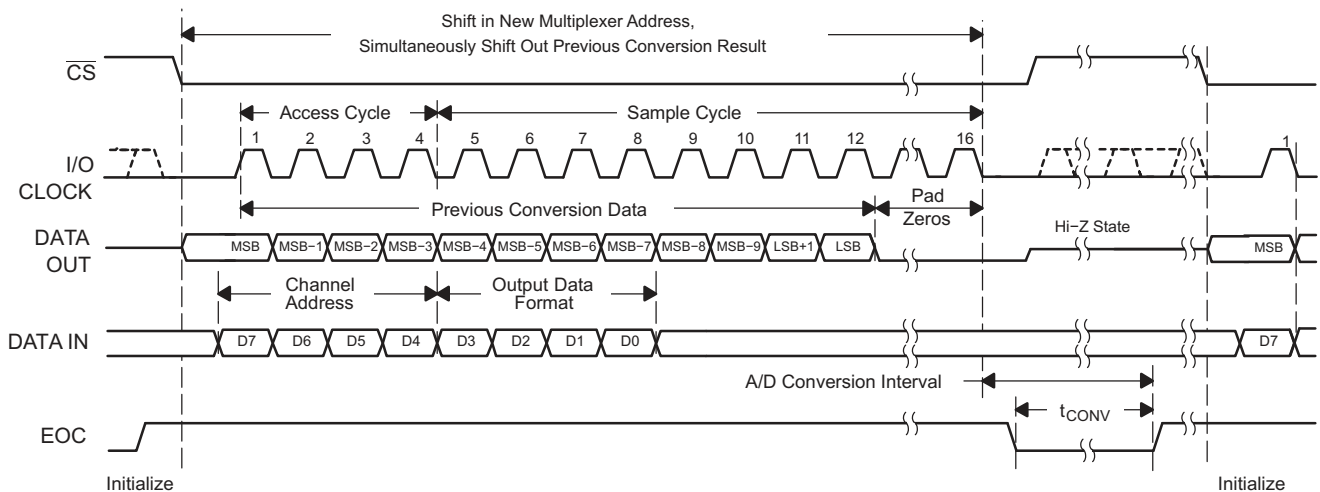 Shift in New Multiplexer Address,
Simultaneously Shift Out Previous Conversion Result
CS
Access Cycle
Sample Cycle
1 2 3 4 5 6 7 8 9 10 11 12 16 1
I/O
CLOCK
Previous Conversion Data
Pad
Zeros
DATA
OUT
MSB MSB−1 MSB−2 MSB−3 MSB−4 MSB−5 MSB−6 MSB−7 MSB−8 MSB−9 LSB+1 LSB
Hi−Z State
MSB
Channel
Address
Output Data
Format
DATA IN
D7 D6 D5 D4 D3 D2 D1 D0 D7
A/D Conversion Interval
tCONV
EOC
Initialize
Initialize